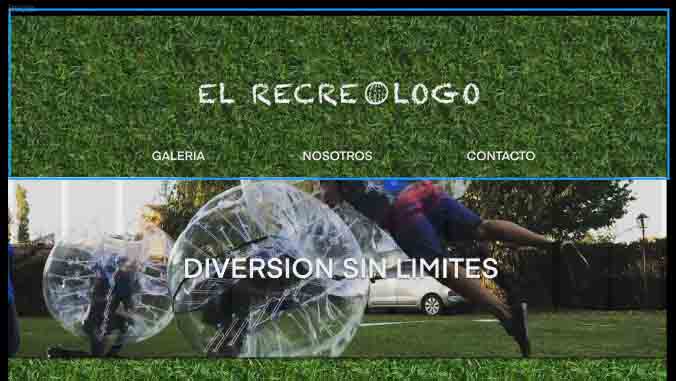 EL RECREOLOGO
GALERIA NOSOTROS CONTACTO
DIVERSION SIN LIMITES